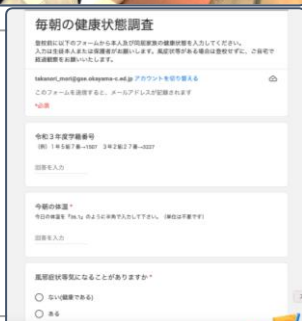 毎朝の健康状態調査
登校前に以下のフォームから本人及び同居家族の健康状態を入力してください。
入力は生徒本人または保護者がお願いします。風邪状等がある場合は登校せずに、ご自宅で
経過観察をお願いいたします。
アカウントを切り替える
このフォームを送信すると、メールアドレスが記録されます
*必須
令和３年度学籍番号
回答を入力
今朝の体温 *
今日の体温を「36.1」のように半角で入力して下さい。（単位は不要です）
回答を入力
風邪症状等気になることがありますか *
ない(健康である)
ある